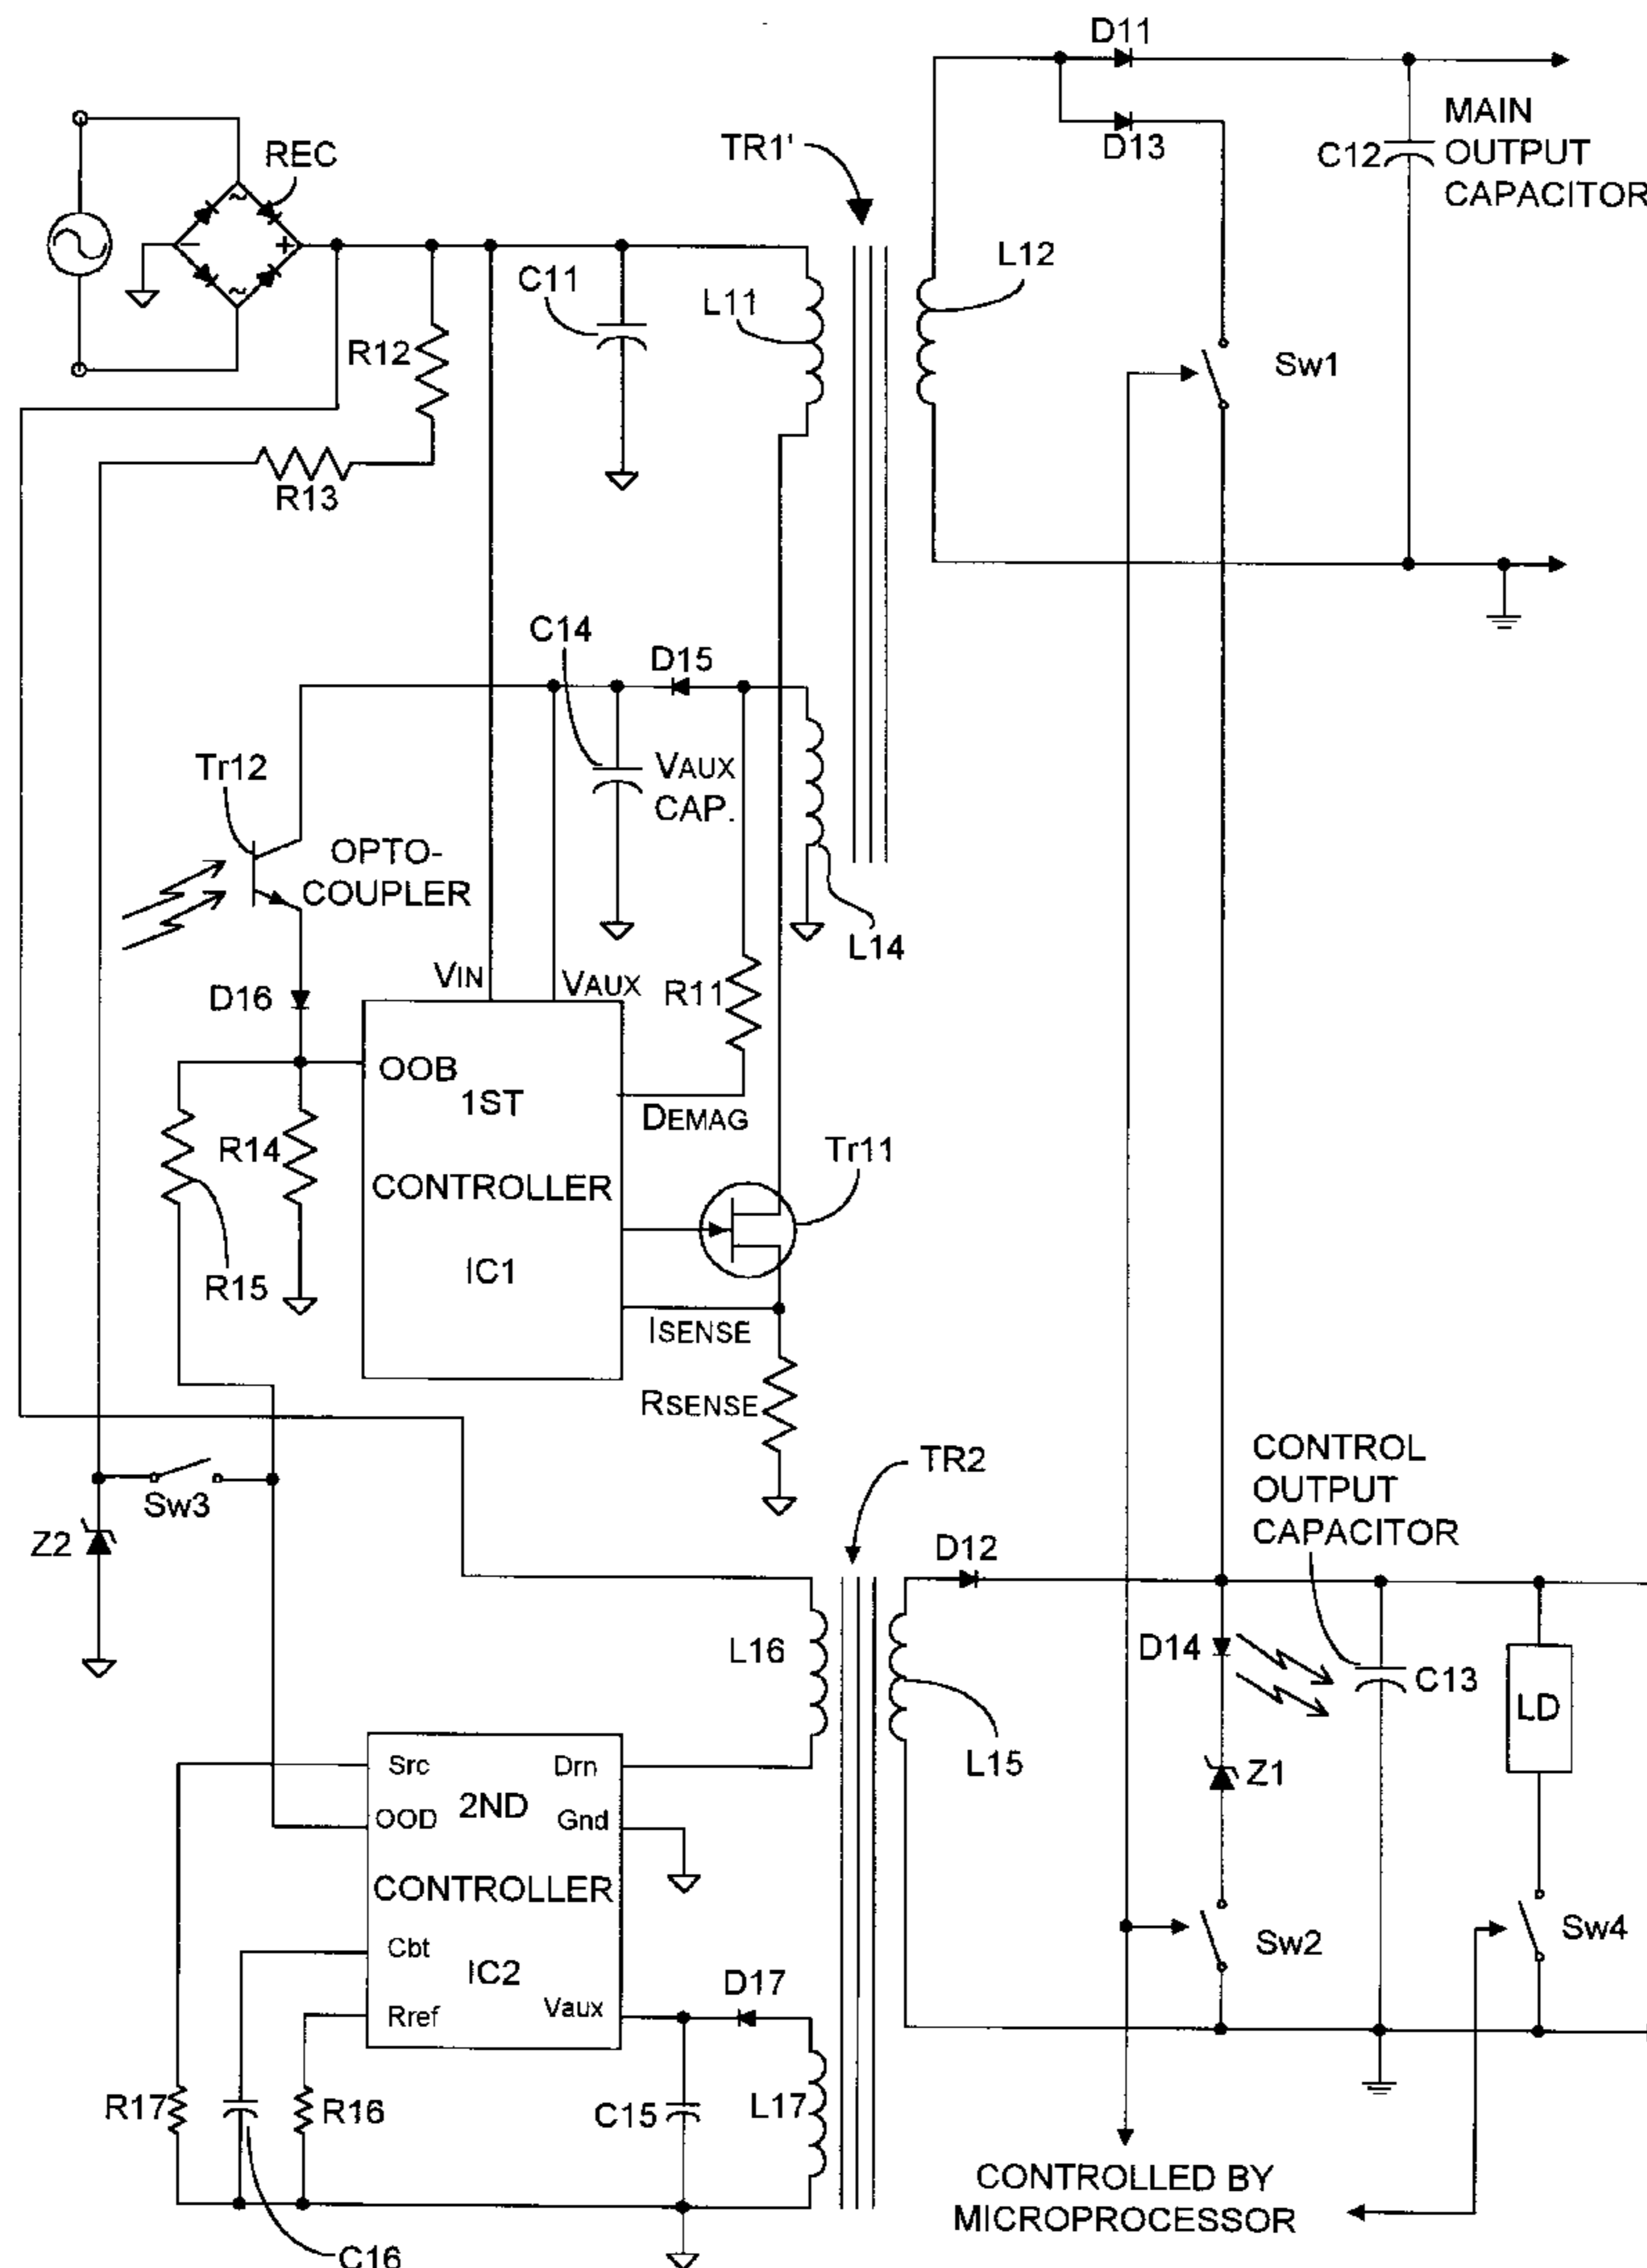 D11
MAIN
OUTPUT
CAPACITOR
D13
C12
TR1'
REC
~
−
+
~
L12
C11
L11
R12
Sw1
R13
C14
D15
Tr12
VAUX
CAP.
OPTO-
COUPLER
L14
VIN
VAUX
R11
D16
OOB
1ST
DEMAG
CONTROLLER
Tr11
R14
IC1
R15
ISENSE
RSENSE
CONTROL
OUTPUT
CAPACITOR
TR2
Sw3
Z2
D12
L16
D14
C13
LD
L15
Z1
Src
Drn
2ND
OOD
Gnd
CONTROLLER
Cbt
IC2
Sw2
Sw4
D17
Rref
Vaux
R17
R16
C15
L17
CONTROLLED BY
MICROPROCESSOR
C16